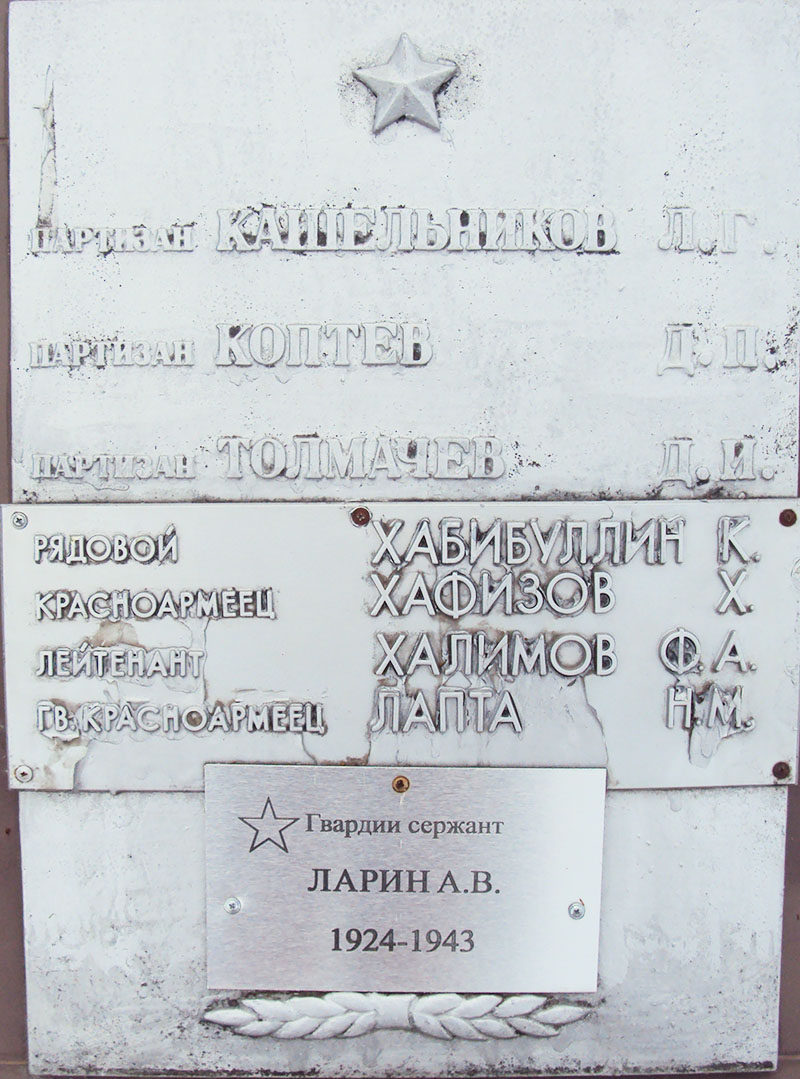 ПАРТИЗАН КАШЕЛЬНИКОВ Л.Г.
ПАРТИЗАН КОПТЕВ Д.П.
ПАРТИЗАН ТОЛМАЧЕВ Д.И.
РЯДОВОЙ ХАБИБУЛЛИН К.
КРАСНОАРМЕЕЦ ХАФИЗОВ Х.
ЛЕЙТЕНАНТ ХАЛИМОВ Ф.А.
ГВ. КРАСНОАРМЕЕЦ ЛАПТА Н.М.
Гвардии сержант
ЛАРИН А.В.
1924-1943